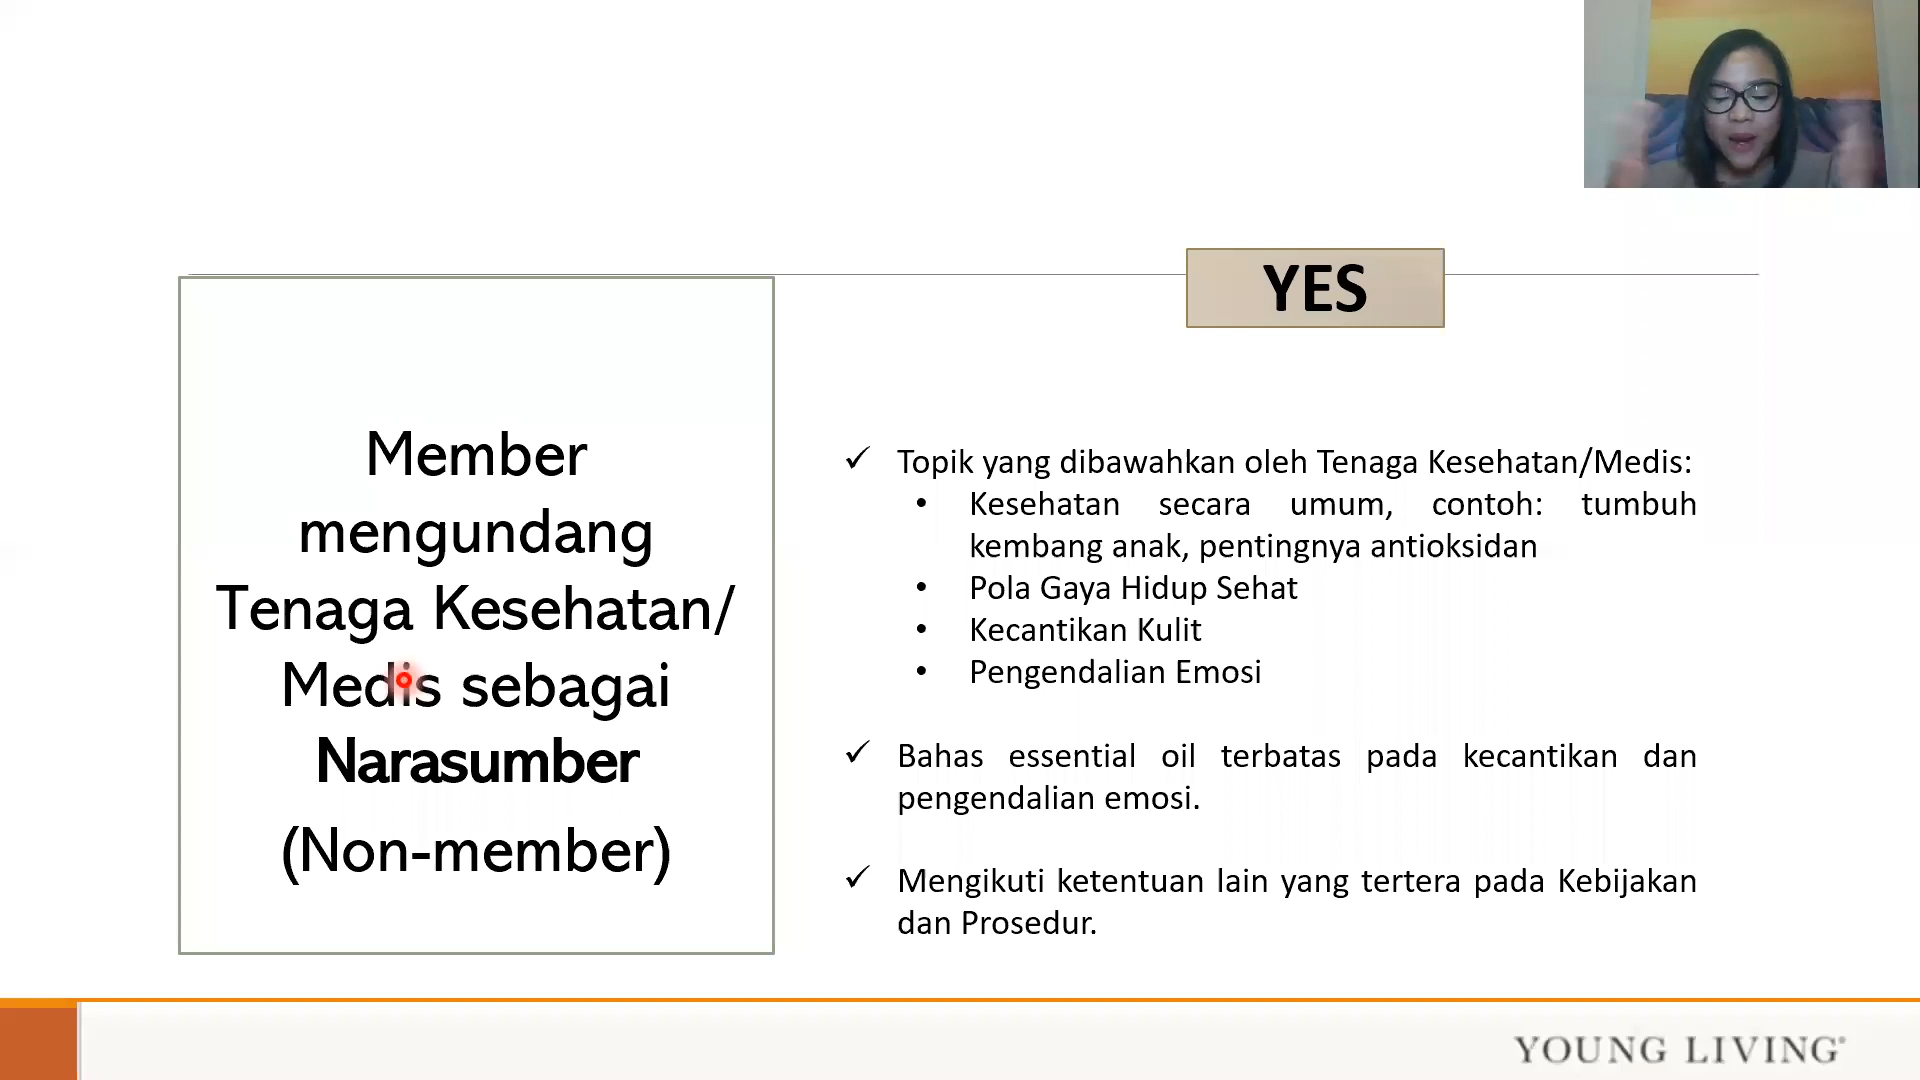 YES
Member
mengundang
Tenaga Kesehatan/
Medis sebagai
Narasumber
(Non-member)
✓ Topik yang dibawahkan oleh Tenaga Kesehatan/Medis:
• Kesehatan secara umum, contoh: tumbuh
kembang anak, pentingnya antioksidan
• Pola Gaya Hidup Sehat
• Kecantikan Kulit
• Pengendalian Emosi
✓ Bahas essential oil terbatas pada kecantikan dan
pengendalian emosi.
✓ Mengikuti ketentuan lain yang tertera pada Kebijakan
dan Prosedur.
YOUNG LIVING®